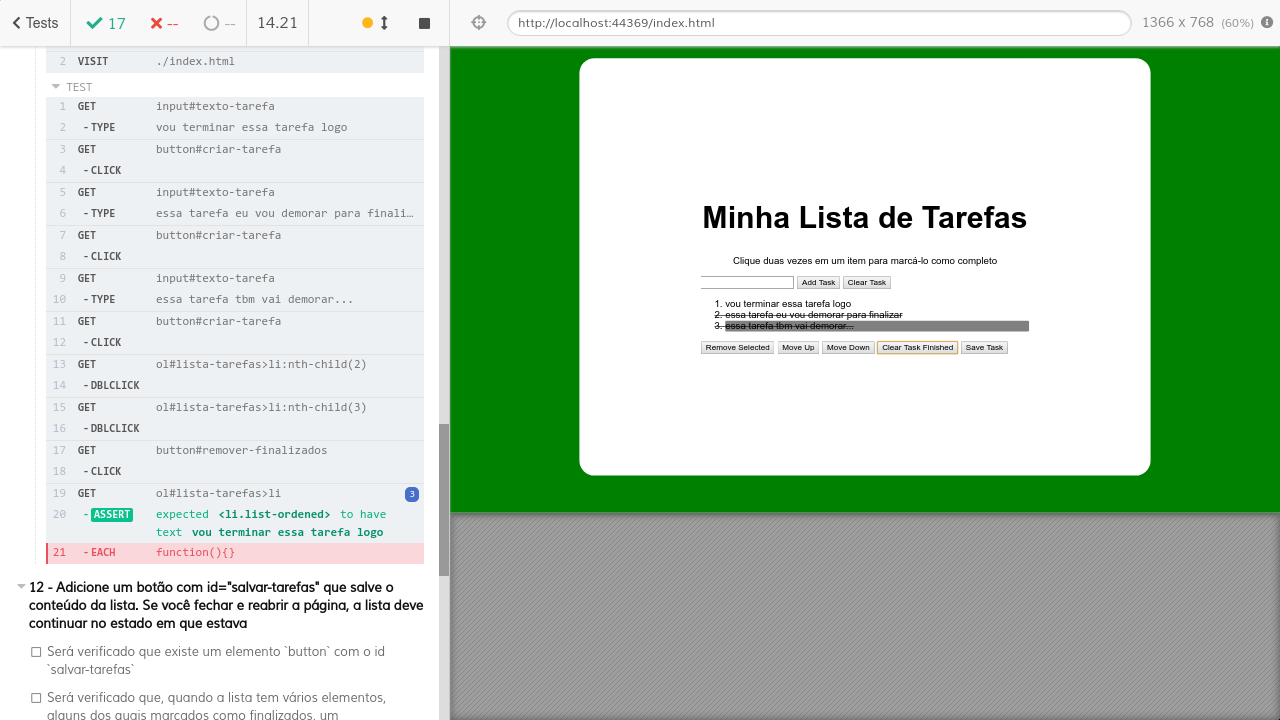 Tests
17
--
--
14.21
http://localhost:44369/index.html
1366 x 768 (60%)
2 VISIT ./index.html
TEST
1 GET input#texto-tarefa
2 -TYPE vou terminar essa tarefa logo
3 GET button#criar-tarefa
4 -CLICK
5 GET input#texto-tarefa
6 -TYPE essa tarefa eu vou demorar para finali…
7 GET button#criar-tarefa
8 -CLICK
9 GET input#texto-tarefa
10 -TYPE essa tarefa tbm vai demorar...
11 GET button#criar-tarefa
12 -CLICK
13 GET ol#lista-tarefas>li:nth-child(2)
14 -DBLCLICK
15 GET ol#lista-tarefas>li:nth-child(3)
16 -DBLCLICK
17 GET button#remover-finalizados
18 -CLICK
19 GET ol#lista-tarefas>li 3
20 -ASSERT expected <li.list-ordened> to have
text vou terminar essa tarefa logo
21 -EACH function(){}
12 - Adicione um botão com id="salvar-tarefas" que salve o
conteúdo da lista. Se você fechar e reabrir a página, a lista deve
continuar no estado em que estava
Será verificado que existe um elemento `button` com o id
`salvar-tarefas`
Será verificado que, quando a lista tem vários elementos,
alguns dos quais marcados como finalizados, um
Minha Lista de Tarefas
Clique duas vezes em um item para marcá-lo como completo
Add Task Clear Task
1. vou terminar essa tarefa logo
2. essa tarefa eu vou demorar para finalizar
3. essa tarefa tbm vai demorar...
Remove Selected Move Up Move Down Clear Task Finished Save Task